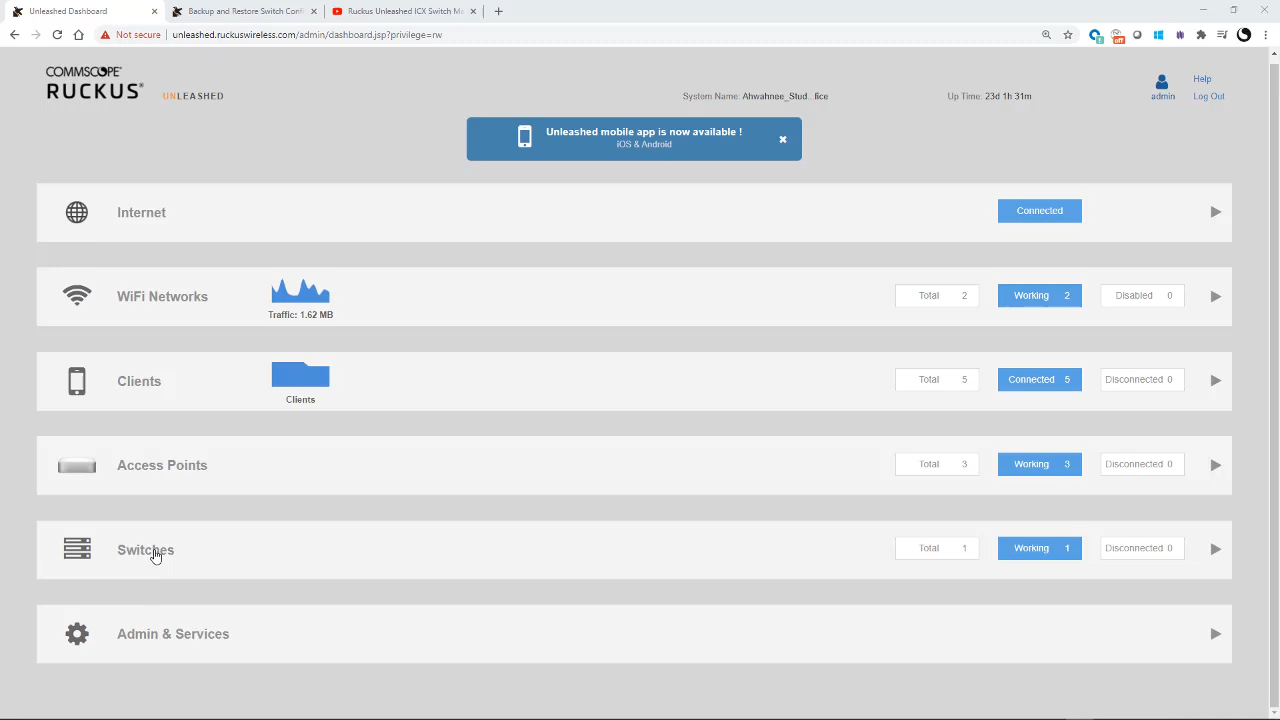 Unleashed Dashboard
Backup and Restore Switch Confi
Ruckus Unleashed ICX Switch Ma
Not secure
unleashed.ruckuswireless.com/admin/dashboard.jsp?privilege=rw
off
COMMSCOPE
RUCKUS
UNLEASHED
System Name: Ahwahnee_Stud...fice
Up Time: 23d 1h 31m
admin
Help
Log Out
Unleashed mobile app is now available !
iOS & Android
Internet
Connected
WiFi Networks
Traffic: 1.62 MB
Total 2
Working 2
Disabled 0
Clients
Clients
Total 5
Connected 5
Disconnected 0
Access Points
Total 3
Working 3
Disconnected 0
Switches
Total 1
Working 1
Disconnected 0
Admin & Services